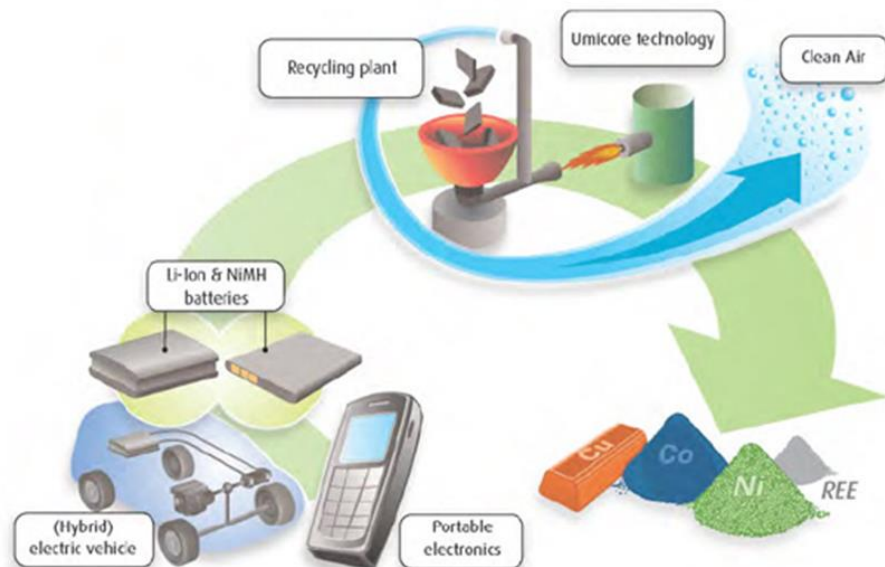 Recycling plant
Umicore technology
Clean Air
Li-Ion & NiMH
batteries
(Hybrid)
electric vehicle
Portable
electronics
Cu
Co
Ni
REE